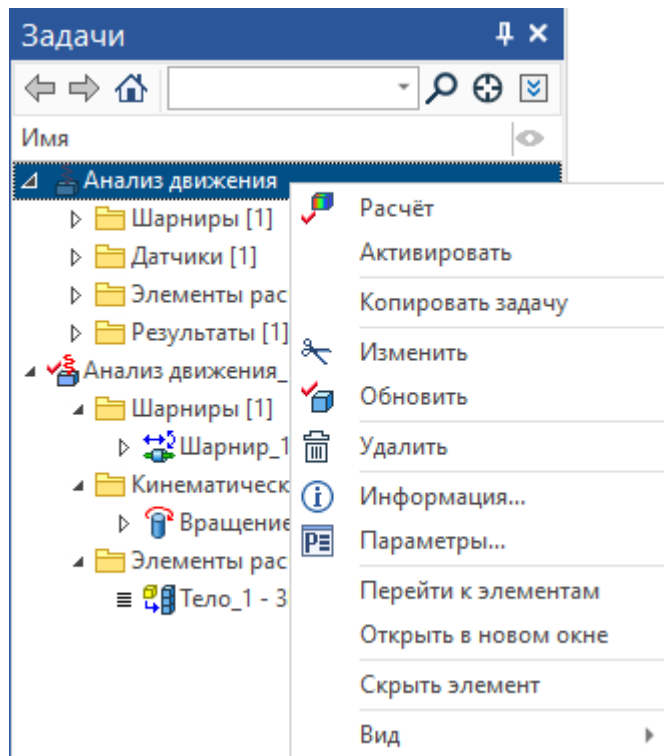 Задачи
Имя
Анализ движения
Шарниры [1]
Датчики [1]
Элементы рас
Результаты [1]
Анализ движения_
Шарниры [1]
Шарнир_1
Кинематическ
Вращение
Элементы рас
Тело_1 - 3
Расчёт
Активировать
Копировать задачу
Изменить
Обновить
Удалить
Информация...
Параметры...
Перейти к элементам
Открыть в новом окне
Скрыть элемент
Вид